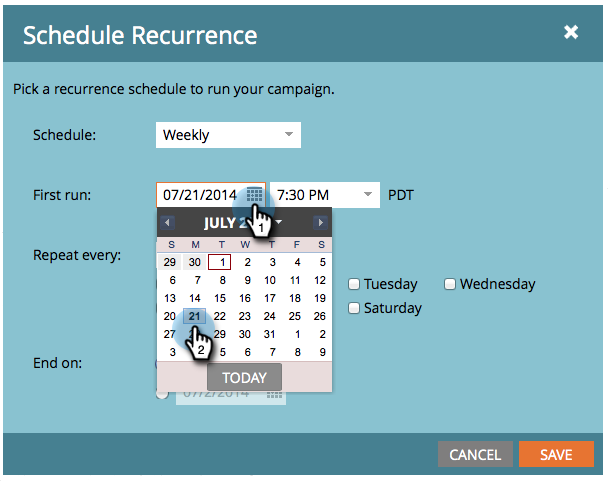 Schedule Recurrence
Pick a recurrence schedule to run your campaign.
Schedule: Weekly
First run: 07/21/2014 7:30 PM PDT
1
JULY 2
S M T W T F S
29 30 1 2 3 4 5
6 7 8 9 10 11 12
13 14 15 16 17 18 19
20 21 22 23 24 25 26
27 29 30 31 1 2
2
3 5 6 7 8 9
TODAY
Repeat every:
Tuesday Wednesday
Saturday
End on:
07/2/2014
CANCEL SAVE